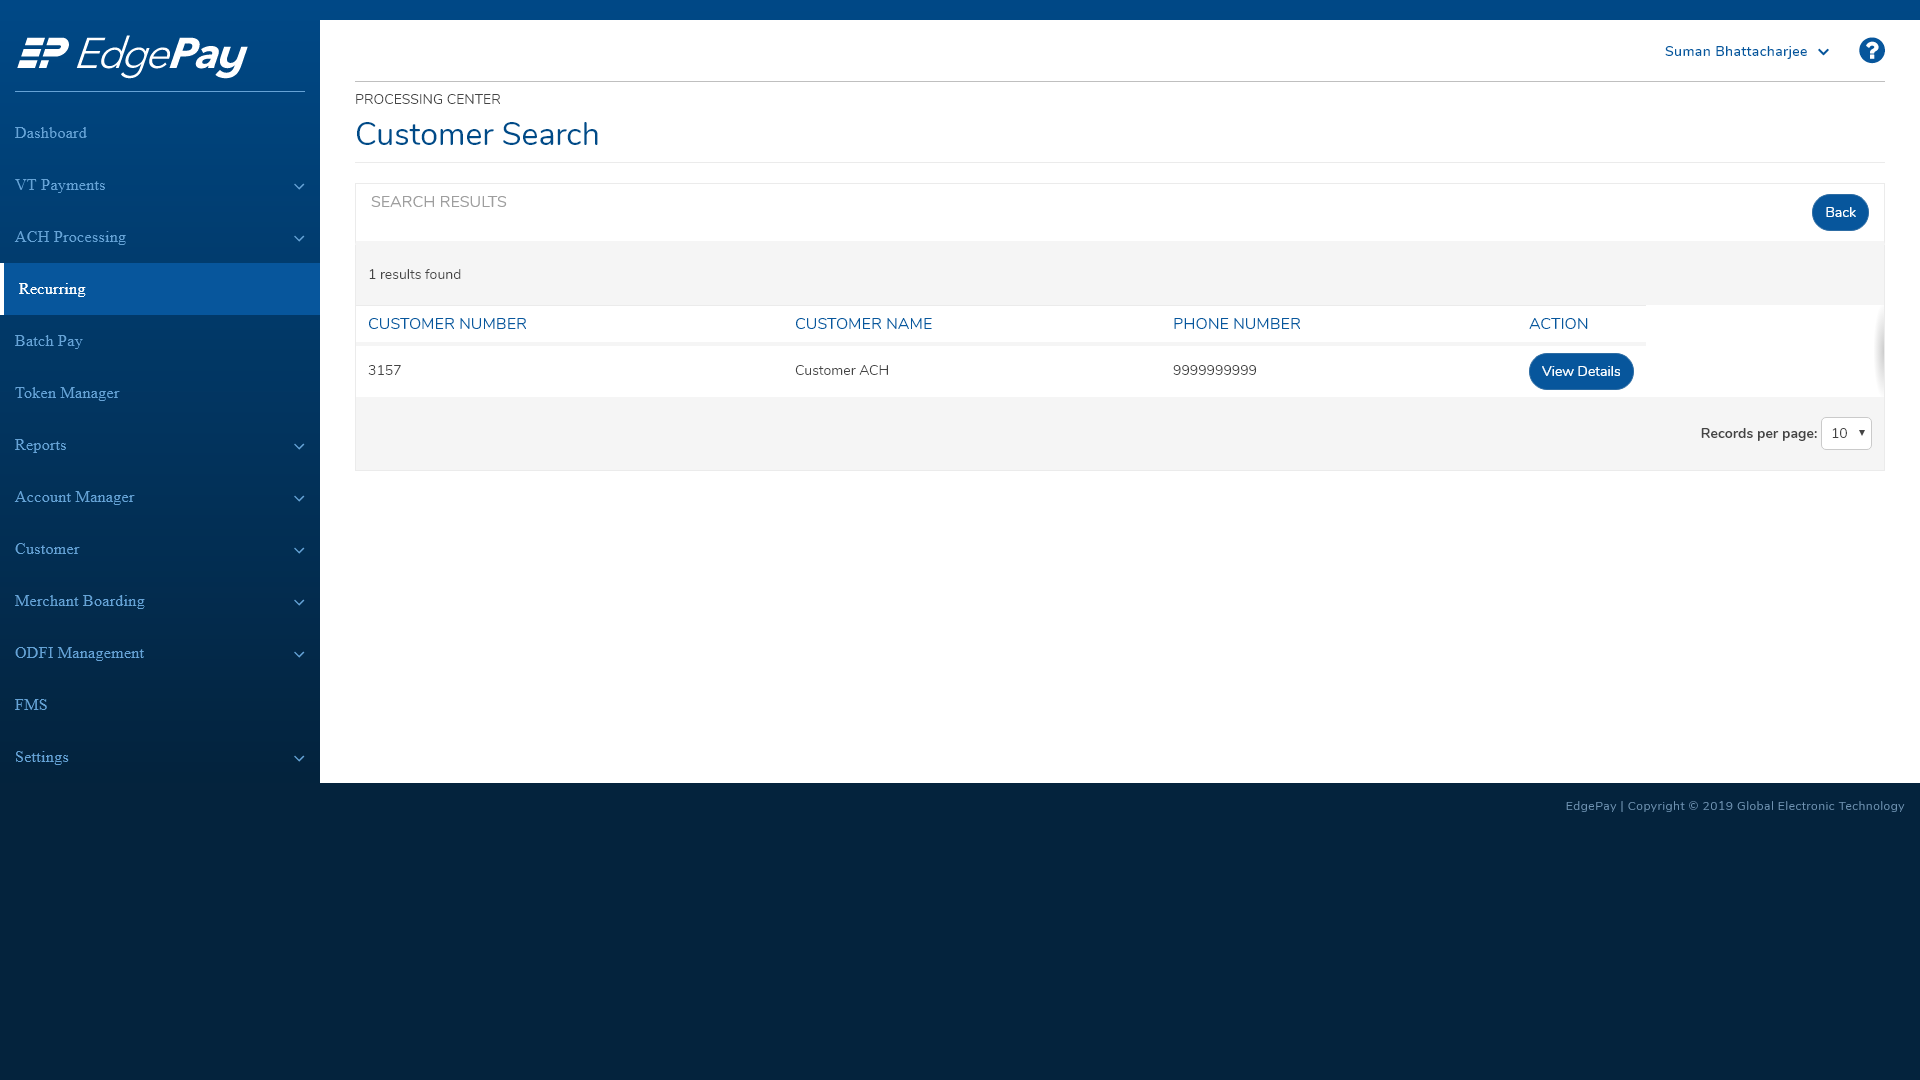 EdgePay
Suman Bhattacharjee
Dashboard
VT Payments
ACH Processing
Recurring
Batch Pay
Token Manager
Reports
Account Manager
Customer
Merchant Boarding
ODFI Management
FMS
Settings
PROCESSING CENTER
Customer Search
SEARCH RESULTS
Back
1 results found
CUSTOMER NUMBER CUSTOMER NAME PHONE NUMBER ACTION
3157 Customer ACH 9999999999 View Details
Records per page: 10
EdgePay | Copyright © 2019 Global Electronic Technology